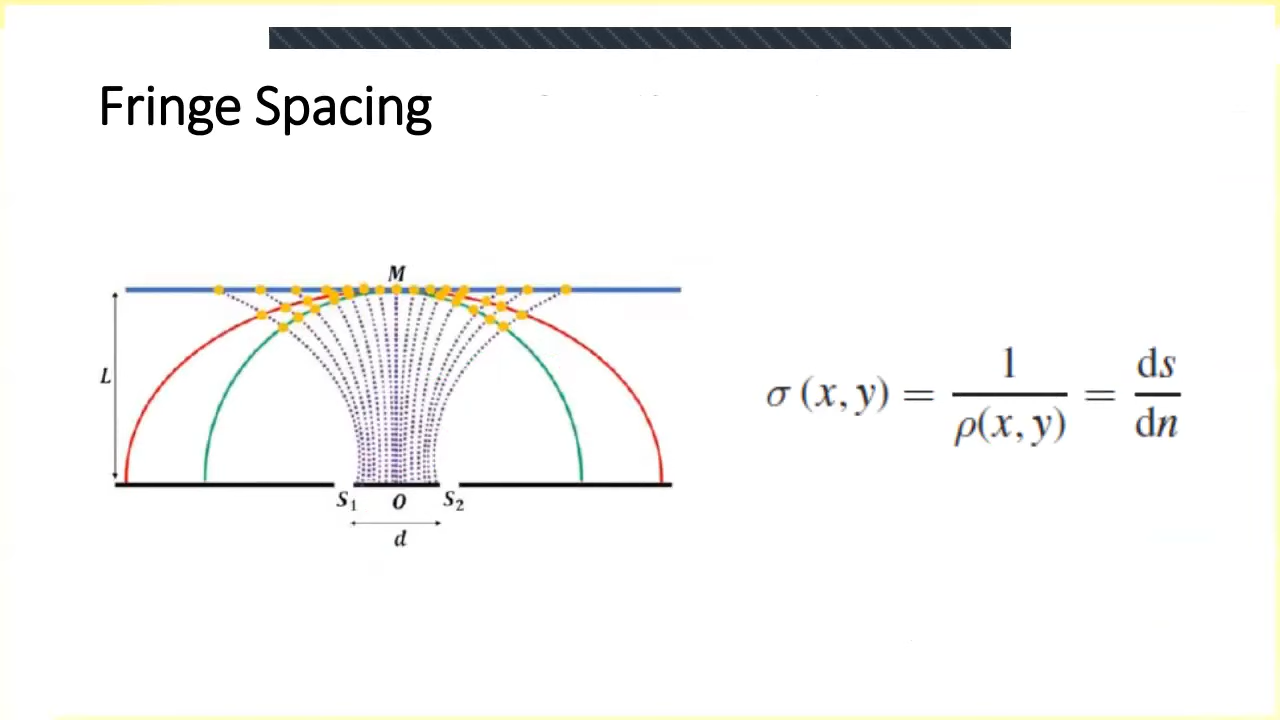 Fringe Spacing
M
L
S₁ O S₂
d
σ (x, y) = 1 / ρ(x, y) = ds / dn